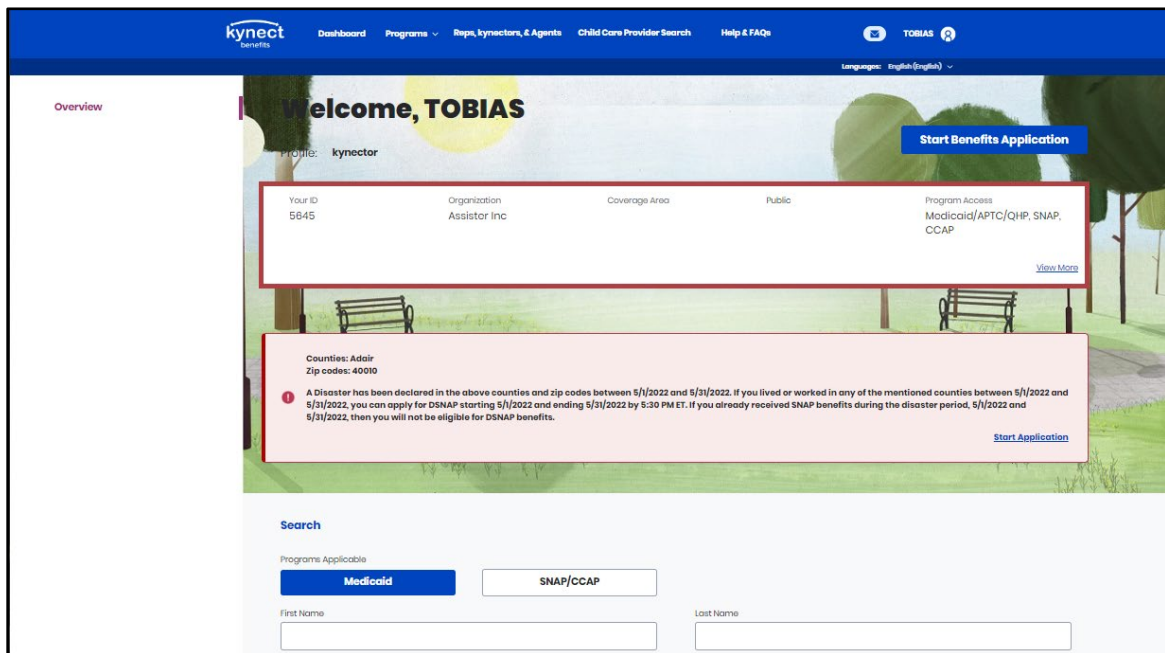 kynect
benefits
Dashboard Programs Reps, kynectors, & Agents Child Care Provider Search Help & FAQs TOBIAS
Languages: English (English)
Overview
Welcome, TOBIAS
Profile: kynector
Start Benefits Application
Your ID Organization Coverage Area Public Program Access
5645 Assistor Inc Medicaid/APTC/QHP, SNAP,
CCAP
View More
Counties: Adair
Zip codes: 40010
A Disaster has been declared in the above counties and zip codes between 5/1/2022 and 5/31/2022. If you lived or worked in any of the mentioned counties between 5/1/2022 and
5/31/2022, you can apply for DSNAP starting 5/1/2022 and ending 5/31/2022 by 5:30 PM ET. If you already received SNAP benefits during the disaster period, 5/1/2022 and
5/31/2022, then you will not be eligible for DSNAP benefits.
Start Application
Search
Programs Applicable
Medicaid SNAP/CCAP
First Name Last Name